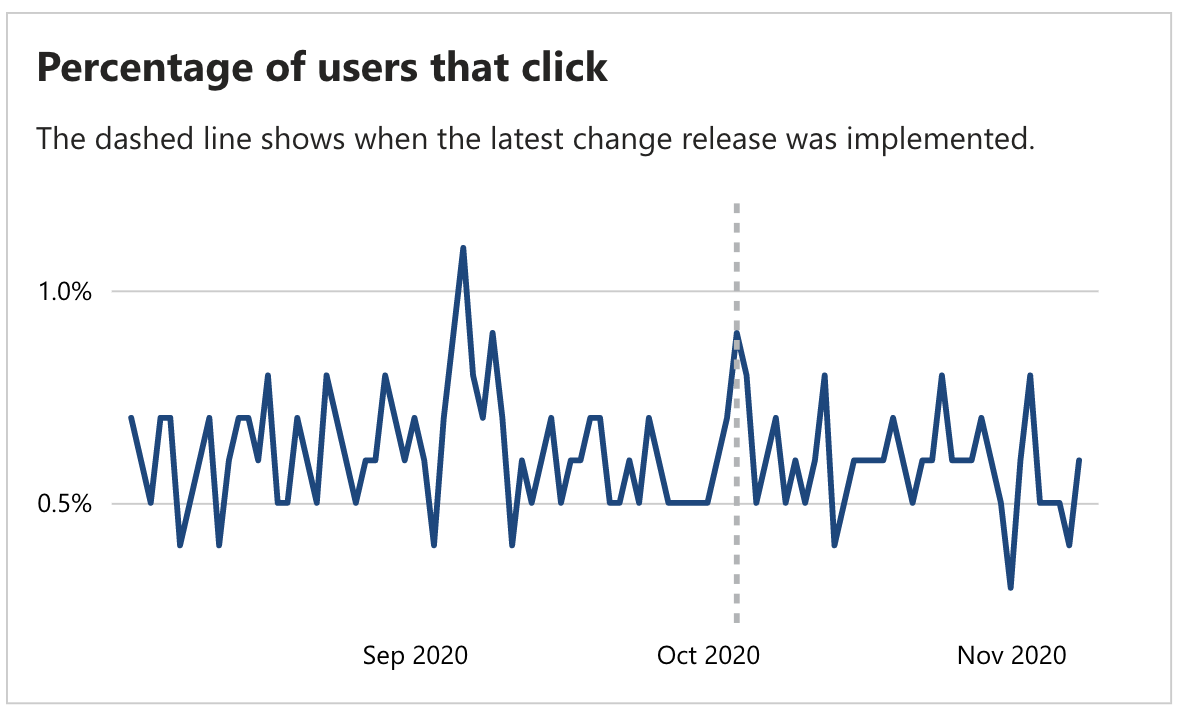 Percentage of users that click
The dashed line shows when the latest change release was implemented.
1.0%
0.5%
Sep 2020 Oct 2020 Nov 2020